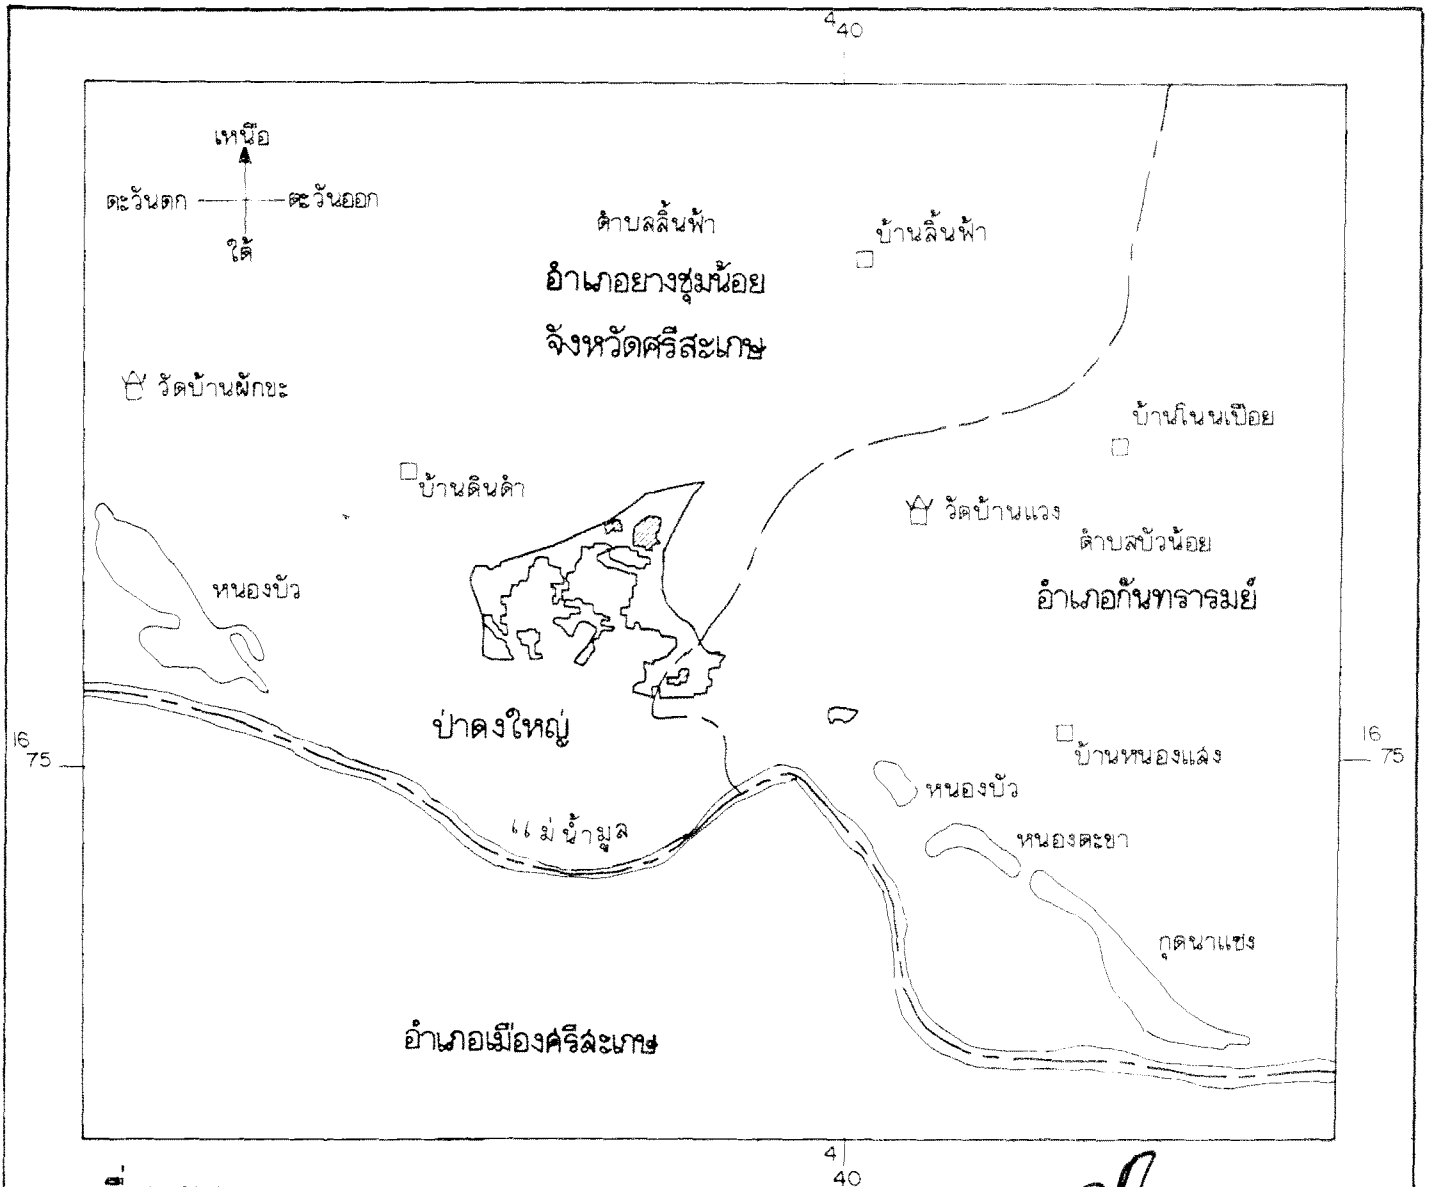 4
40
เหนือ
ตะวันตก
ตะวันออก
ใต้
ตำบลลิ้นฟ้า
บ้านลิ้นฟ้า
อำเภอยางชุมน้อย
จังหวัดศรีสะเกษ
วัดบ้านผักขะ
บ้านโนนเปือย
บ้านดินดำ
วัดบ้านแวง
ตำบลบัวน้อย
หนองบัว
อำเภอกันทรารมย์
ป่าดงใหญ่
16
75
16
75
บ้านหนองแสง
หนองบัว
แม่น้ำมูล
หนองตะขา
กุดนาแซง
อำเภอเมืองศรีสะเกษ
4
40